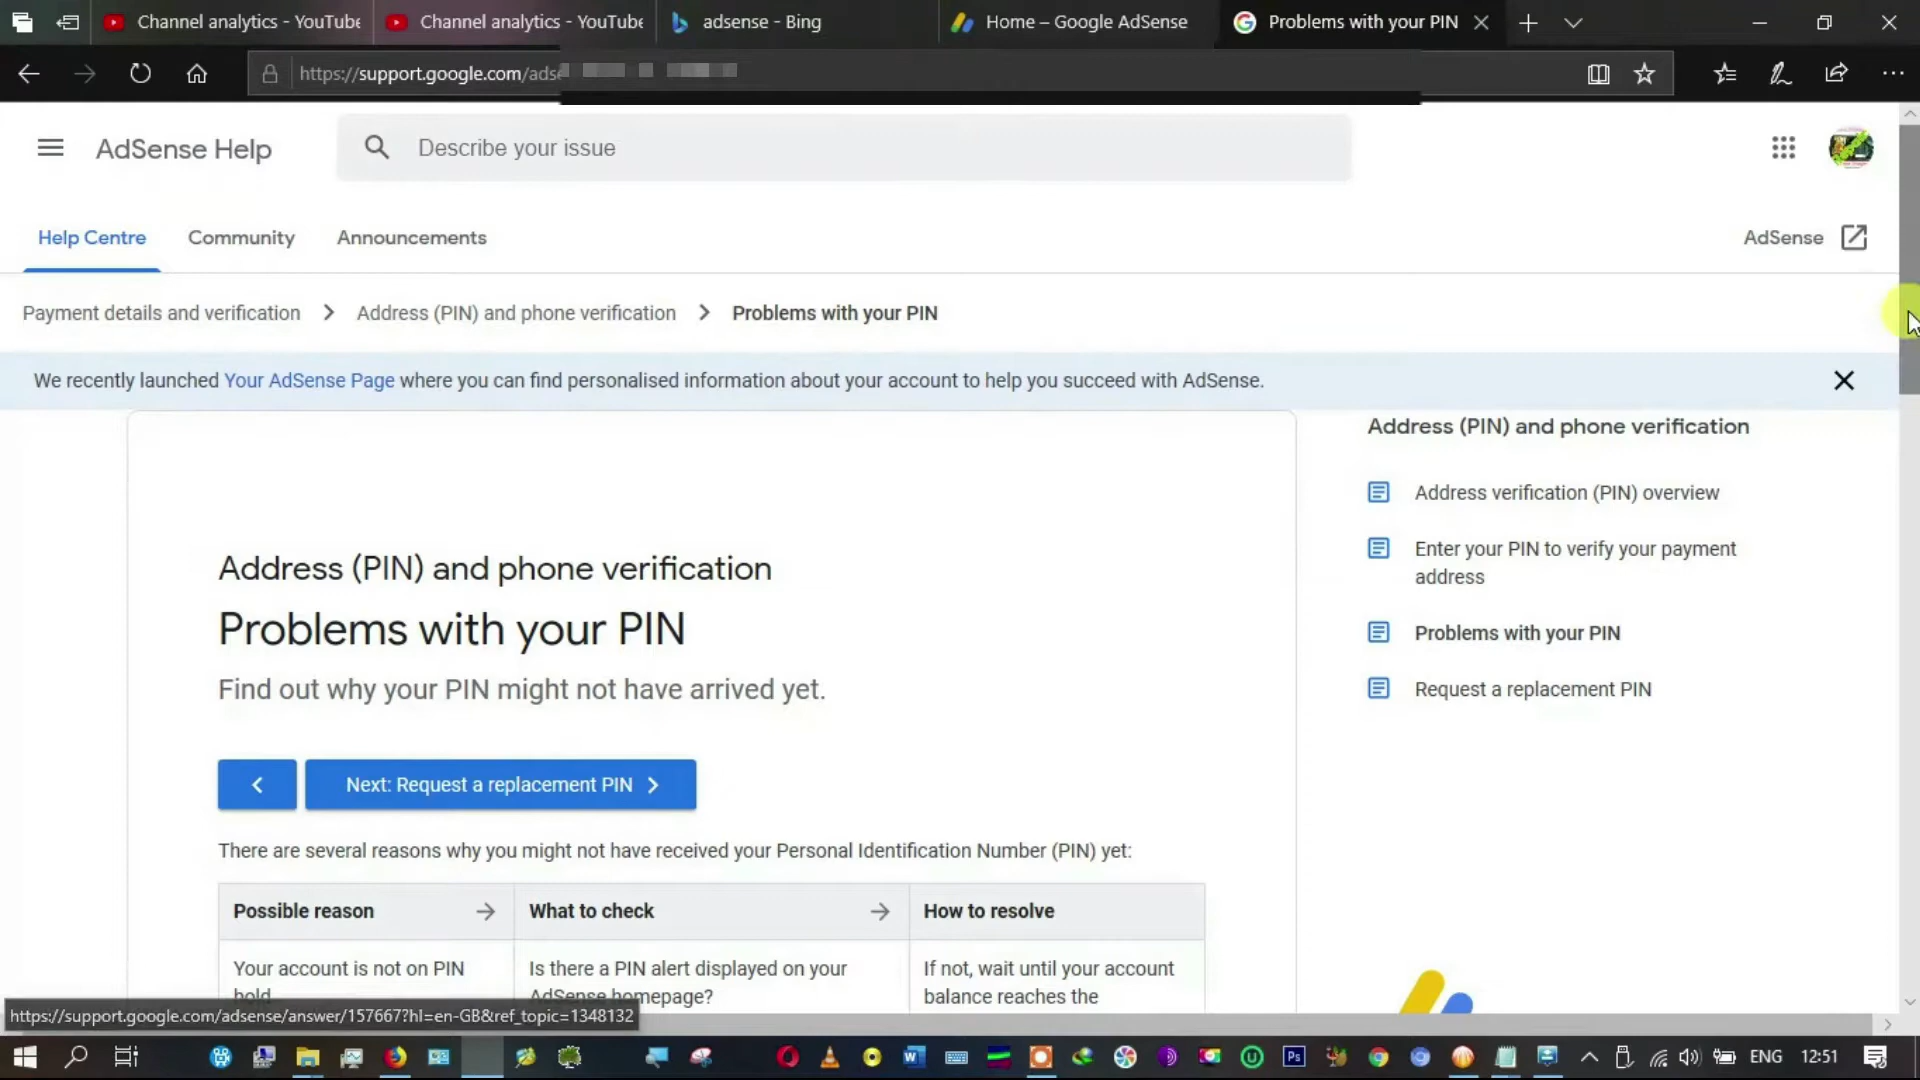 Channel analytics - YouTube
Channel analytics - YouTube
adsense - Bing
Home – Google AdSense
Problems with your PIN
https://support.google.com/adse
AdSense Help
Describe your issue
Help Centre
Community
Announcements
AdSense
Payment details and verification
Address (PIN) and phone verification
Problems with your PIN
We recently launched Your AdSense Page where you can find personalised information about your account to help you succeed with AdSense.
Address (PIN) and phone verification
Problems with your PIN
Find out why your PIN might not have arrived yet.
Next: Request a replacement PIN
There are several reasons why you might not have received your Personal Identification Number (PIN) yet:
Possible reason
What to check
How to resolve
Your account is not on PIN
hold
Is there a PIN alert displayed on your
AdSense homepage?
If not, wait until your account
balance reaches the
Address (PIN) and phone verification
Address verification (PIN) overview
Enter your PIN to verify your payment
address
Problems with your PIN
Request a replacement PIN
https://support.google.com/adsense/answer/157667?hl=en-GB&ref_topic=1348132
ENG
12:51